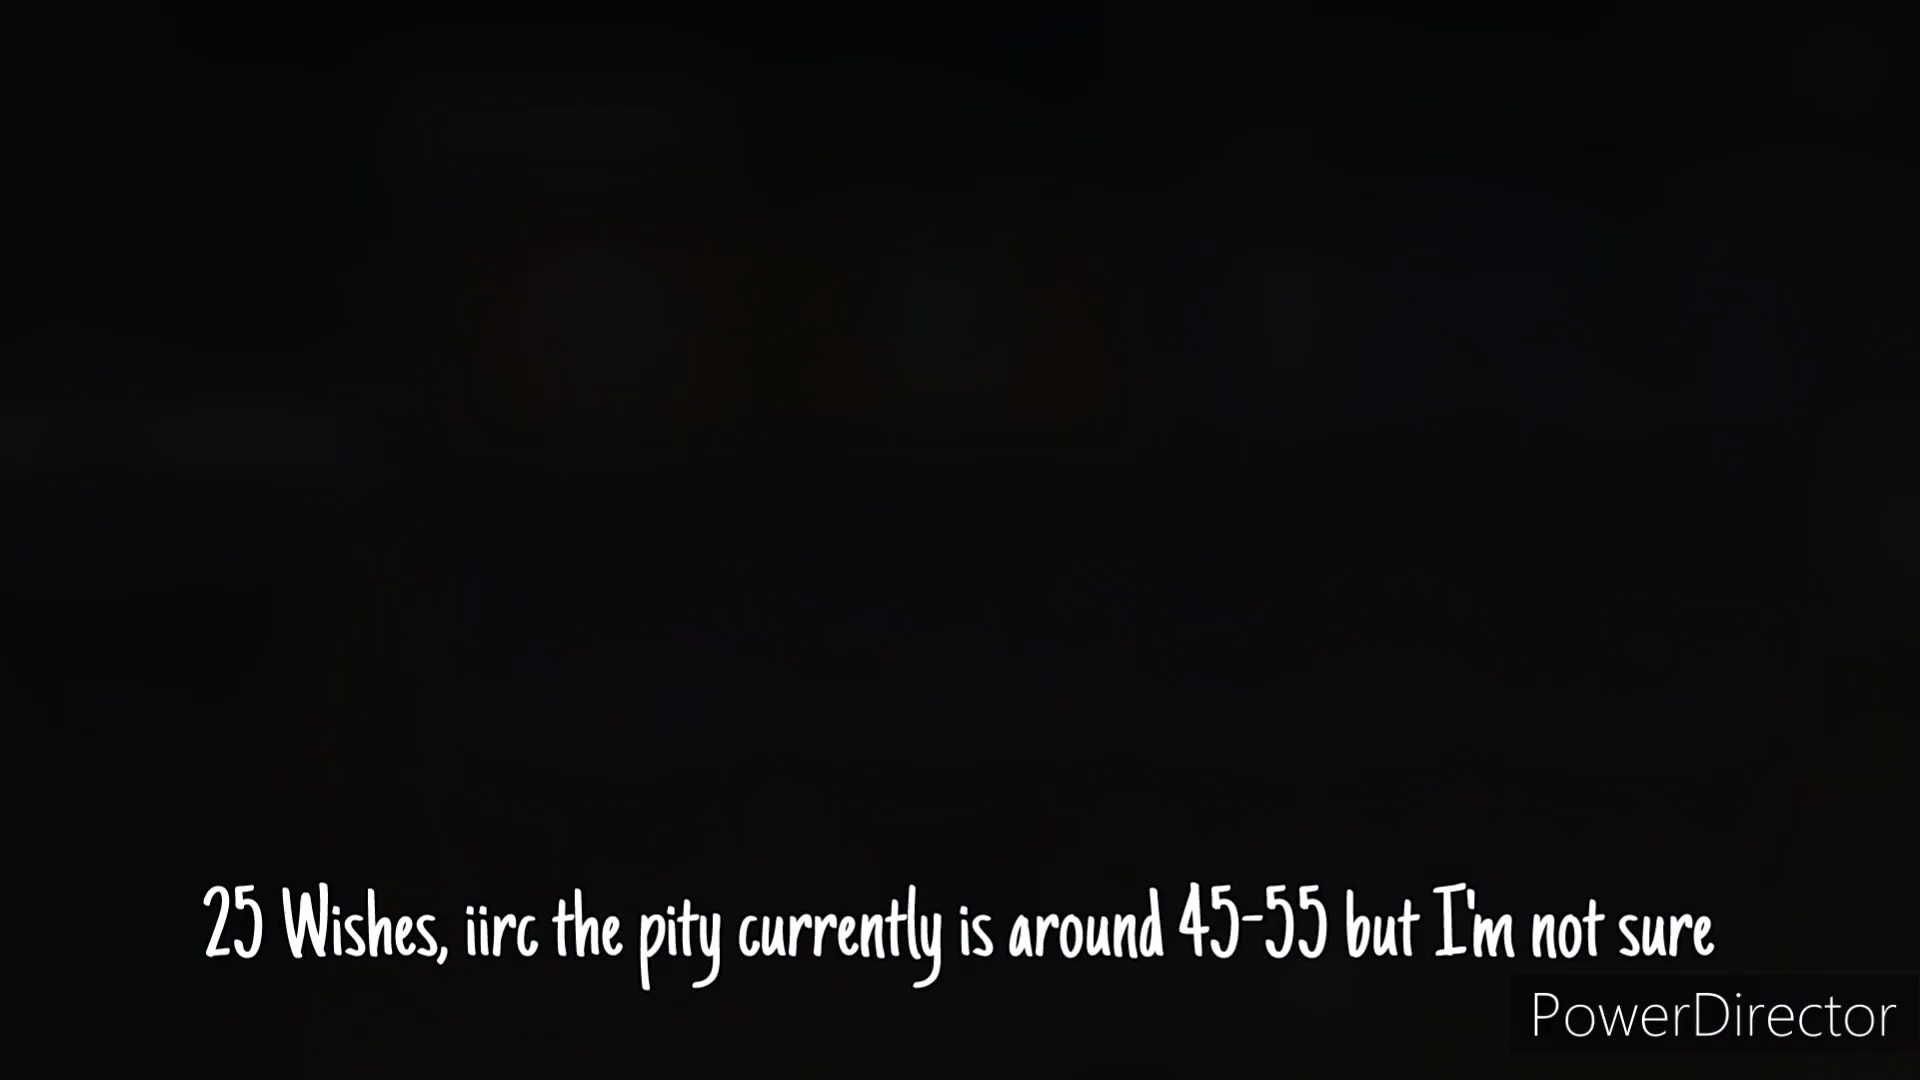 25 Wishes, iirc the pity currently is around 45-55 but I'm not sure
PowerDirector